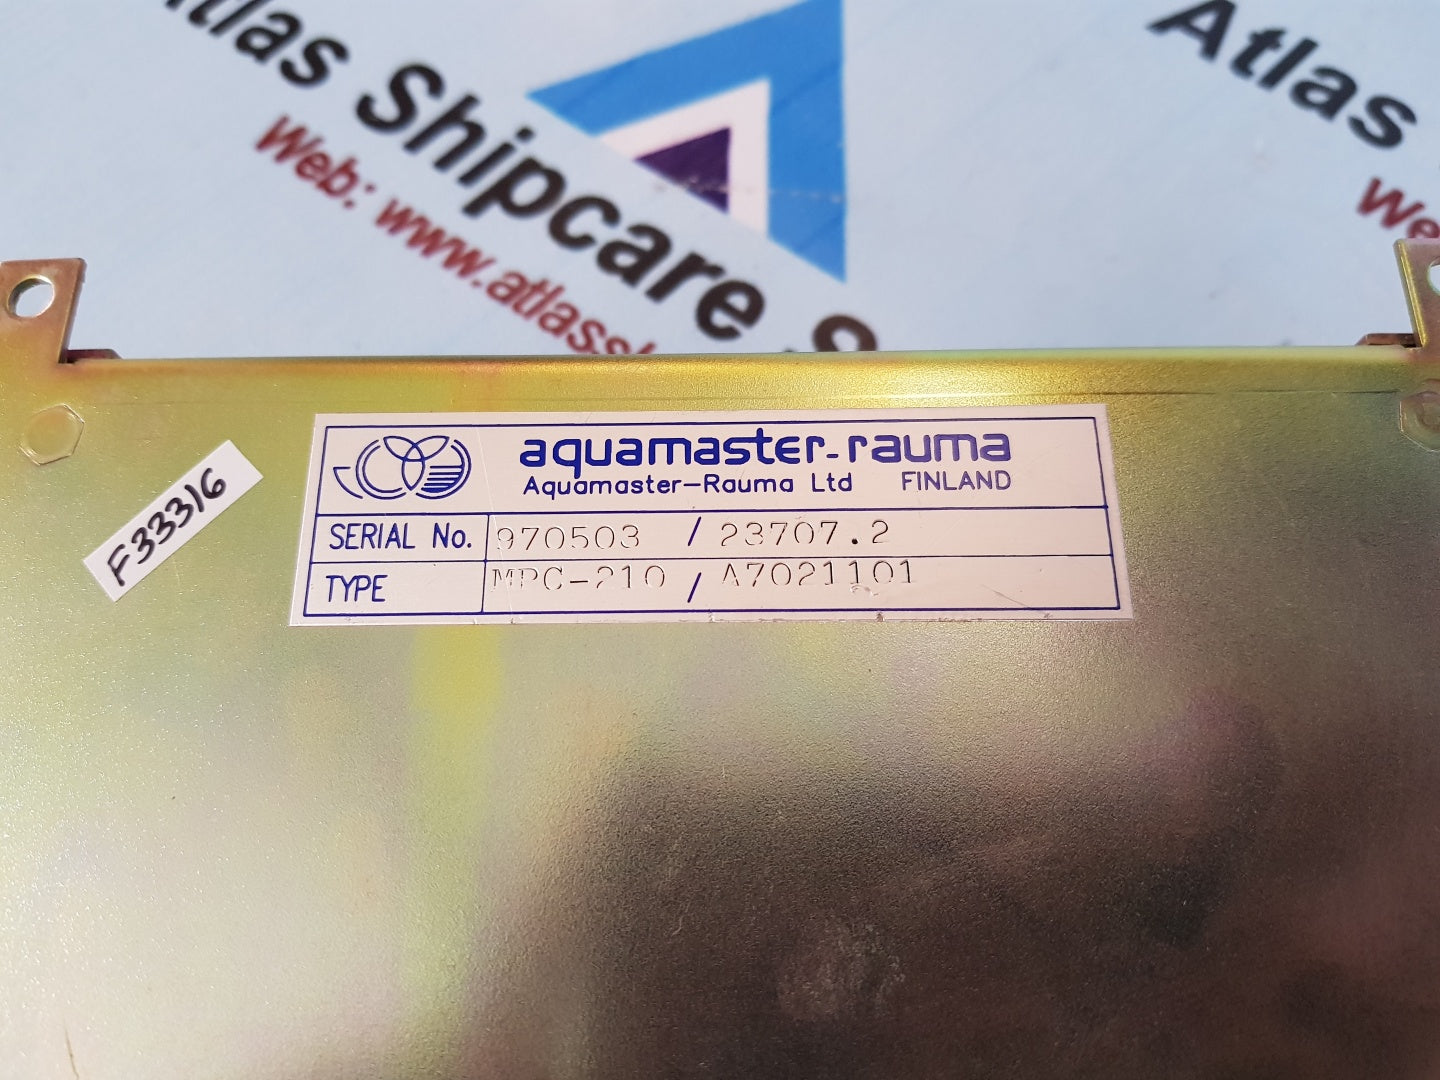 Atlas Shipcare S
Web: www.atlassh
Atlas
We
F33316
aquamaster-rauma
Aquamaster-Rauma Ltd FINLAND
SERIAL No. 970503 / 23707.2
TYPE MPC-210 / A7021101